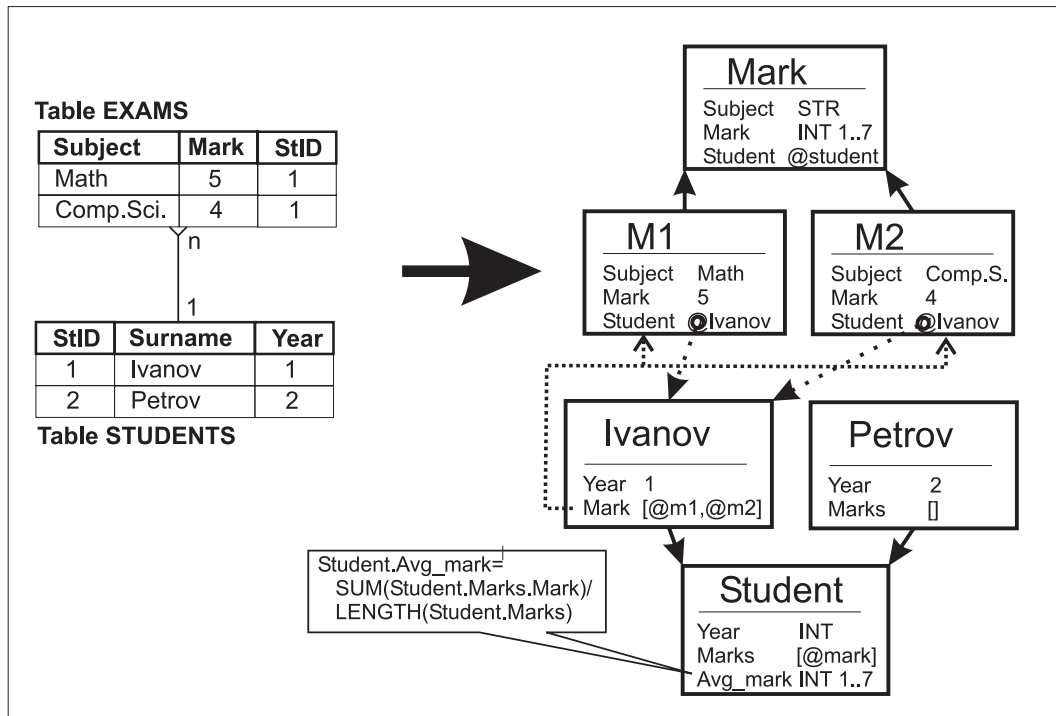 Table EXAMS
Subject Mark StID
Math 5 1
Comp.Sci. 4 1
n
1
StID Surname Year
1 Ivanov 1
2 Petrov 2
Table STUDENTS
Mark
Subject STR
Mark INT 1..7
Student @student
M1
Subject Math
Mark 5
Student @Ivanov
M2
Subject Comp.S.
Mark 4
Student @Ivanov
Ivanov
Year 1
Mark [@m1,@m2]
Petrov
Year 2
Marks []
Student.Avg_mark=
SUM(Student.Marks.Mark)/
LENGTH(Student.Marks)
Student
Year INT
Marks [@mark]
Avg_mark INT 1..7